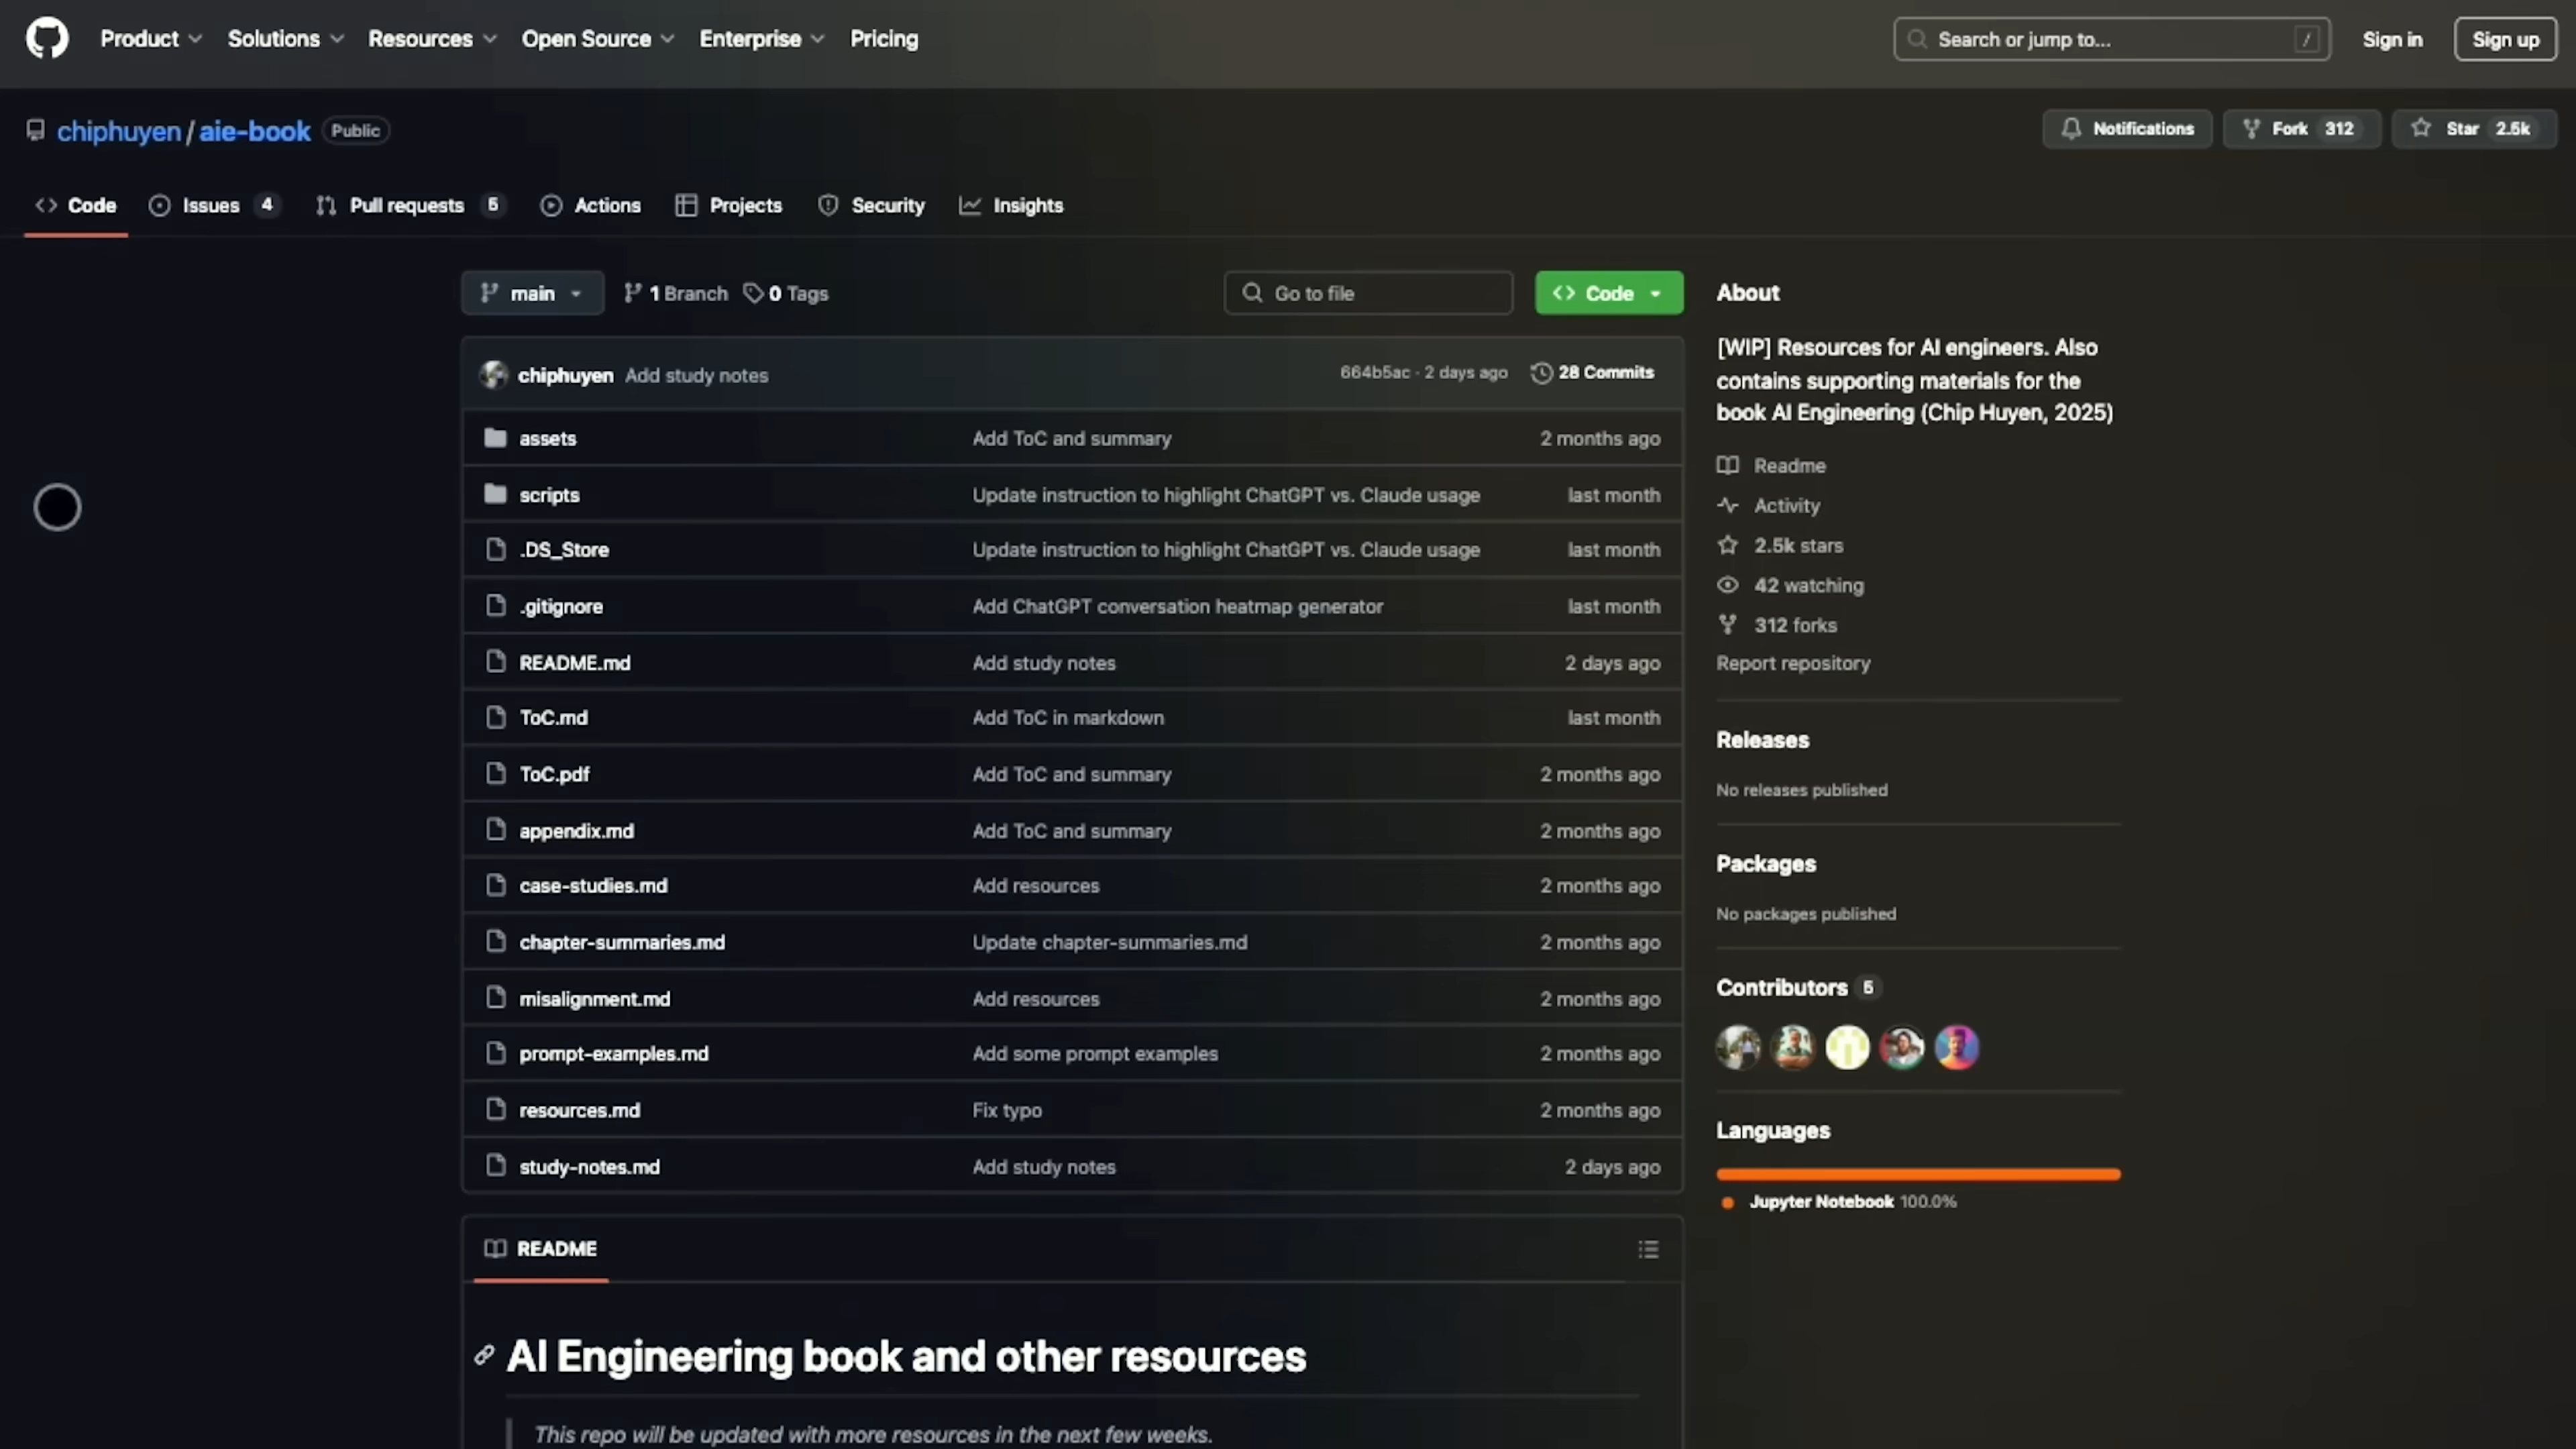 Product Solutions Resources Open Source Enterprise Pricing Search or jump to... / Sign in Sign up
chiphuyen / aie-book Public Notifications Fork 312 Star 2.5k
Code Issues 4 Pull requests 5 Actions Projects Security Insights
main 1 Branch 0 Tags Go to file Code
chiphuyen Add study notes 664b5ac · 2 days ago 28 Commits
assets Add ToC and summary 2 months ago
scripts Update instruction to highlight ChatGPT vs. Claude usage last month
.DS_Store Update instruction to highlight ChatGPT vs. Claude usage last month
.gitignore Add ChatGPT conversation heatmap generator last month
README.md Add study notes 2 days ago
ToC.md Add ToC in markdown last month
ToC.pdf Add ToC and summary 2 months ago
appendix.md Add ToC and summary 2 months ago
case-studies.md Add resources 2 months ago
chapter-summaries.md Update chapter-summaries.md 2 months ago
misalignment.md Add resources 2 months ago
prompt-examples.md Add some prompt examples 2 months ago
resources.md Fix typo 2 months ago
study-notes.md Add study notes 2 days ago
README
AI Engineering book and other resources
This repo will be updated with more resources in the next few weeks.
About
[WIP] Resources for AI engineers. Also
contains supporting materials for the
book AI Engineering (Chip Huyen, 2025)
Readme
Activity
2.5k stars
42 watching
312 forks
Report repository
Releases
No releases published
Packages
No packages published
Contributors 5
Languages
Jupyter Notebook 100.0%